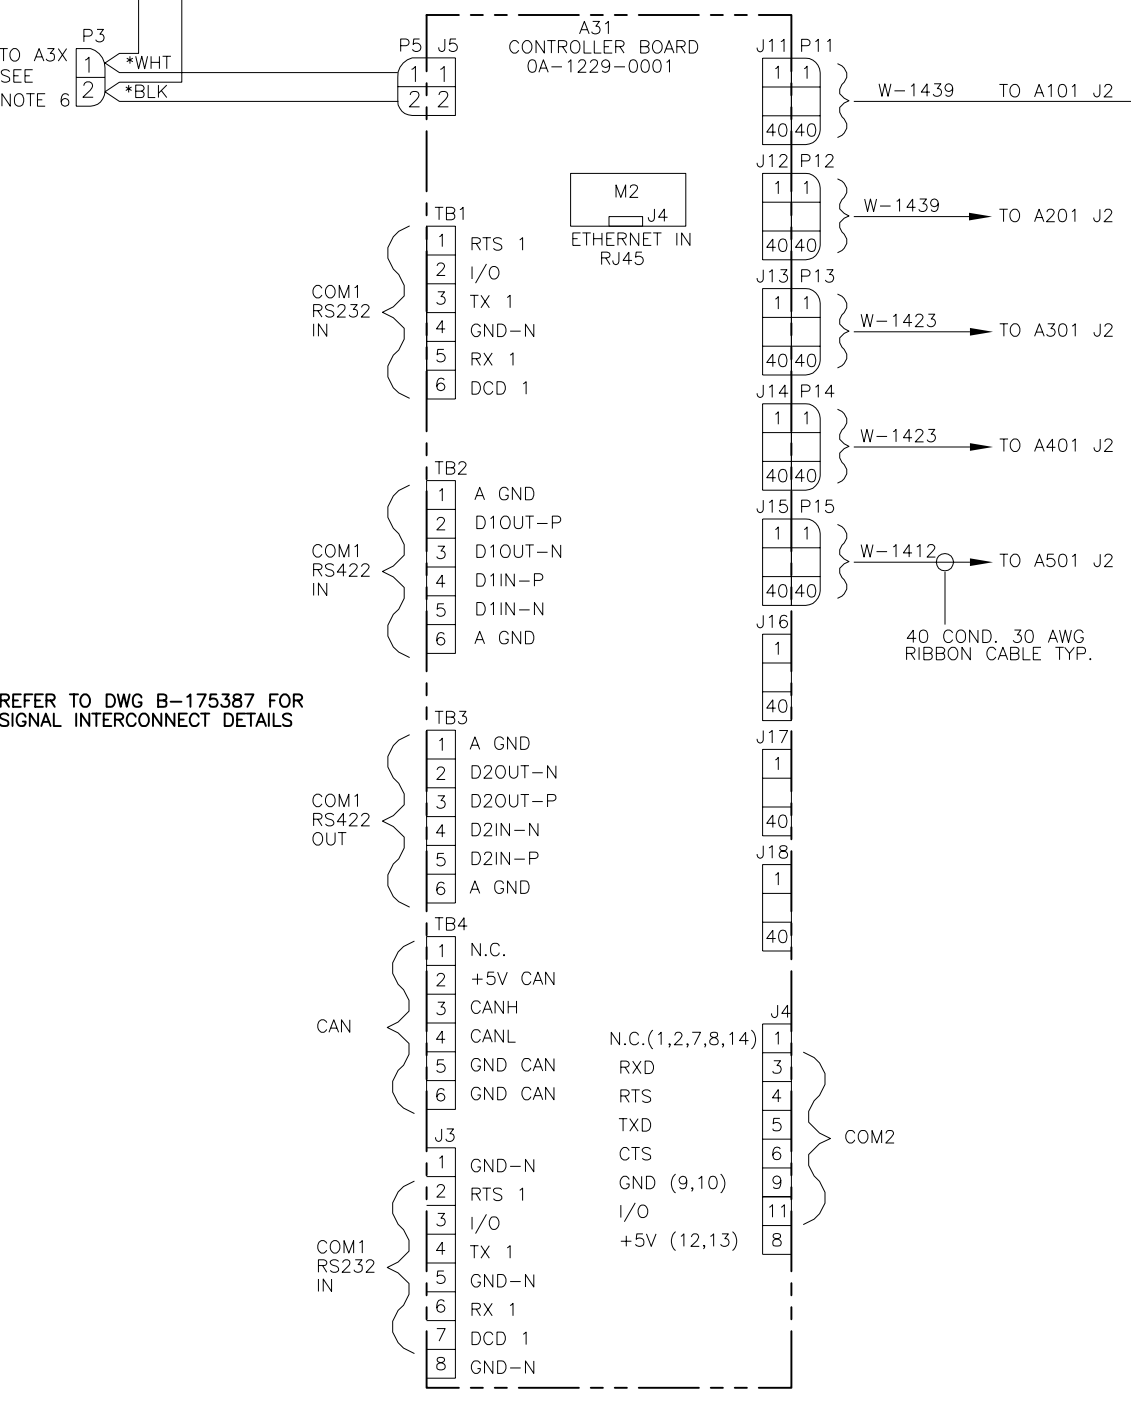 P3
TO A3X
SEE
NOTE 6
1
2
*WHT
*BLK
P5 J5
1 1
2 2
A31
CONTROLLER BOARD
0A-1229-0001
M2
J4
ETHERNET IN
RJ45
J11 P11
1 1
40 40
W-1439 TO A101 J2
J12 P12
1 1
40 40
W-1439 TO A201 J2
J13 P13
1 1
40 40
W-1423 TO A301 J2
J14 P14
1 1
40 40
W-1423 TO A401 J2
J15 P15
1 1
40 40
W-1412 TO A501 J2
40 COND. 30 AWG
RIBBON CABLE TYP.
J16
1
40
J17
1
40
J18
1
40
TB1
COM1
RS232
IN
1 RTS 1
2 I/O
3 TX 1
4 GND-N
5 RX 1
6 DCD 1
TB2
COM1
RS422
IN
1 A GND
2 D1OUT-P
3 D1OUT-N
4 D1IN-P
5 D1IN-N
6 A GND
REFER TO DWG B-175387 FOR
SIGNAL INTERCONNECT DETAILS
TB3
COM1
RS422
OUT
1 A GND
2 D2OUT-N
3 D2OUT-P
4 D2IN-N
5 D2IN-P
6 A GND
TB4
CAN
1 N.C.
2 +5V CAN
3 CANH
4 CANL
5 GND CAN
6 GND CAN
J3
COM1
RS232
IN
1 GND-N
2 RTS 1
3 I/O
4 TX 1
5 GND-N
6 RX 1
7 DCD 1
8 GND-N
J4
N.C.(1,2,7,8,14) 1
RXD 3
RTS 4
TXD 5
CTS 6
GND (9,10) 9
I/O 11
+5V (12,13) 8
COM2